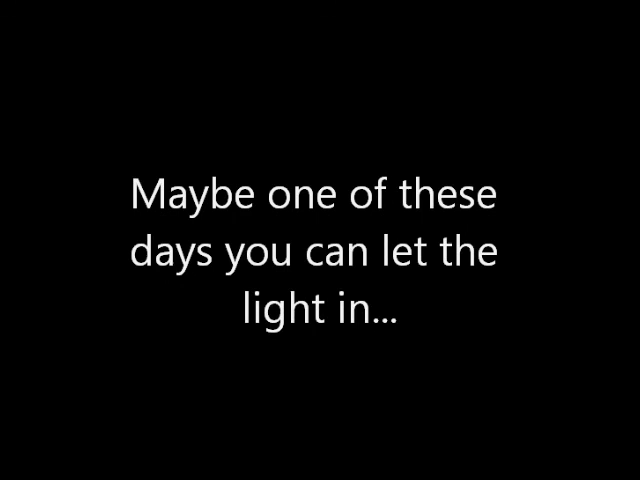 Maybe one of these
days you can let the
light in...